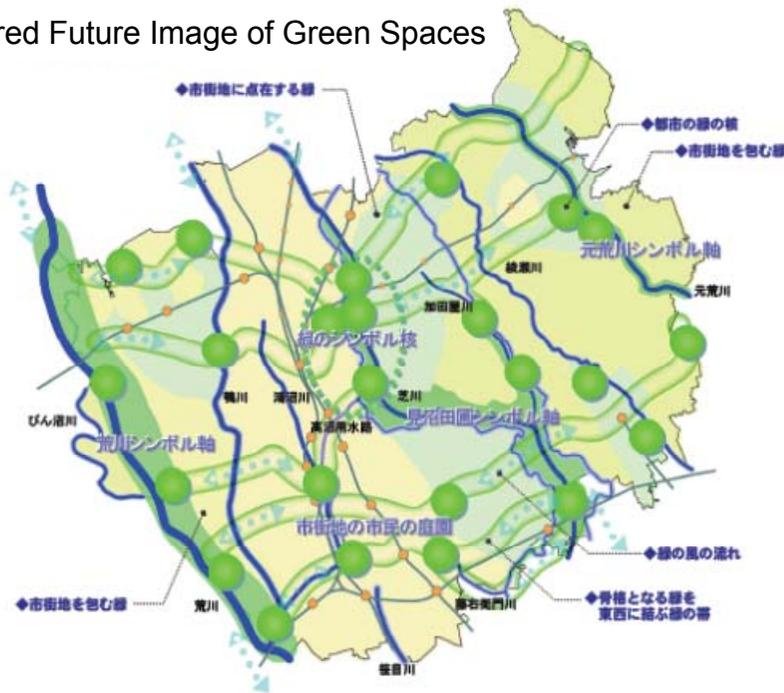 red Future Image of Green Spaces
◆市街地に点在する緑
◆都市の緑の核
◆市街地を包む緑
元荒川シンボル軸
綾瀬川
元荒川
加田屋川
緑のシンボル核
鴨川
鴻沼川
芝川
びん沼川
高沼用水路
見沼田圃シンボル軸
荒川シンボル軸
市街地の市民の庭園
◆緑の風の流れ
◆市街地を包む緑
荒川
藤右衛門川
◆骨格となる緑を
東西に結ぶ緑の帯
笹目川